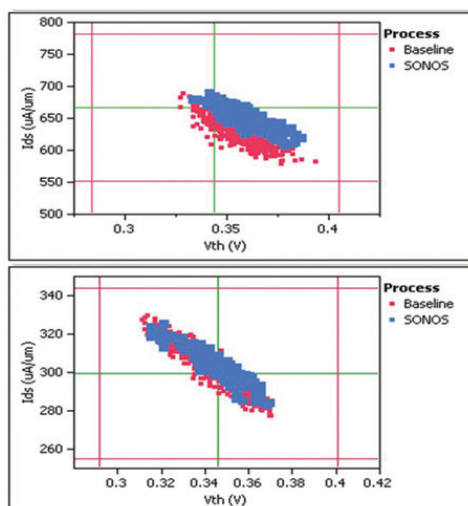 800
750
700
650
600
550
500
Ids (uA/um)
0.3
0.35
0.4
Vth (V)
Process
Baseline
SONOS
340
320
300
280
260
Ids (uA/um)
0.3
0.32
0.34
0.36
0.38
0.4
0.42
Vth (V)
Process
Baseline
SONOS